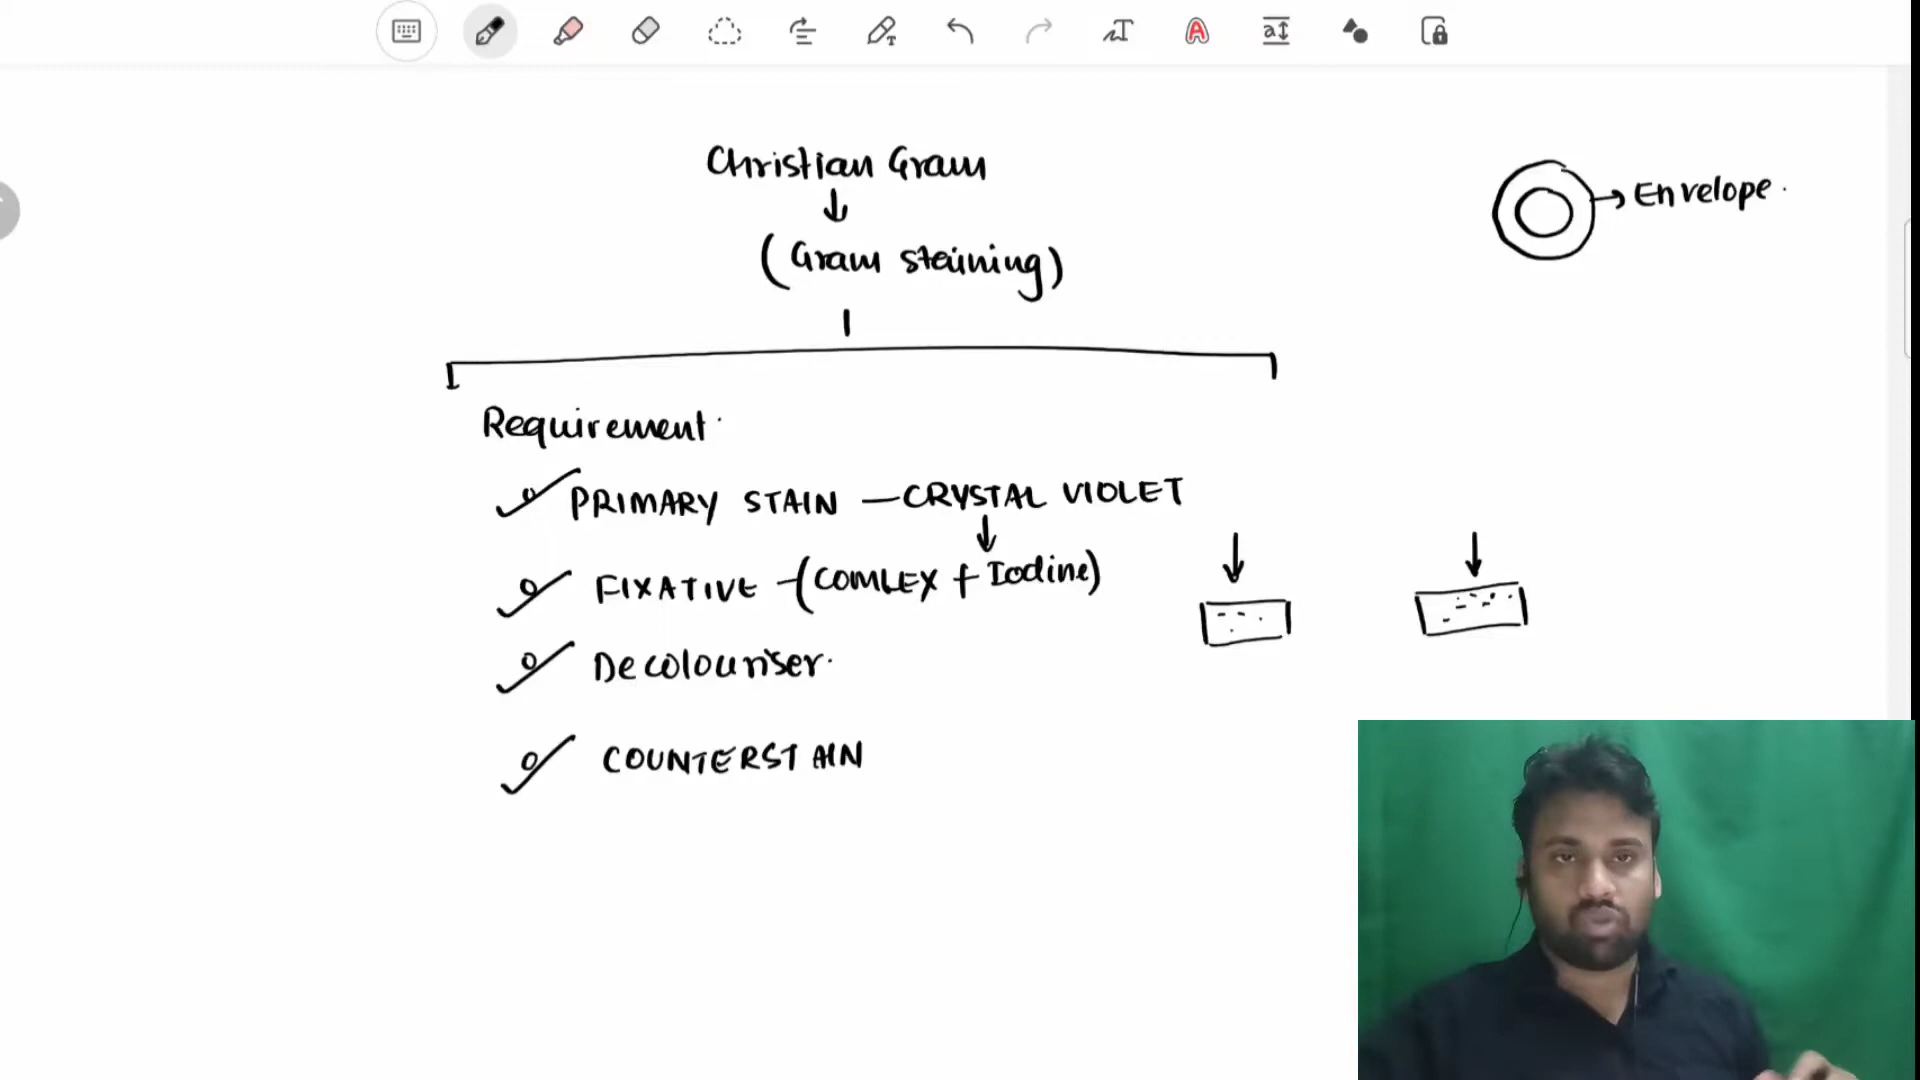 Christian Gram
(Gram staining)
Envelope.
Requirement.
PRIMARY STAIN — CRYSTAL VIOLET
FIXATIVE - (COMLEX + Iodine)
Decolouriser.
COUNTERSTAIN